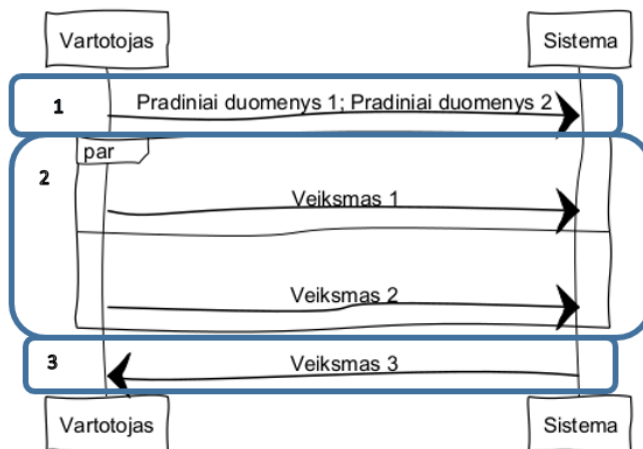 Vartotojas
Sistema
1
Pradiniai duomenys 1; Pradiniai duomenys 2
par
2
Veiksmas 1
Veiksmas 2
3
Veiksmas 3
Vartotojas
Sistema